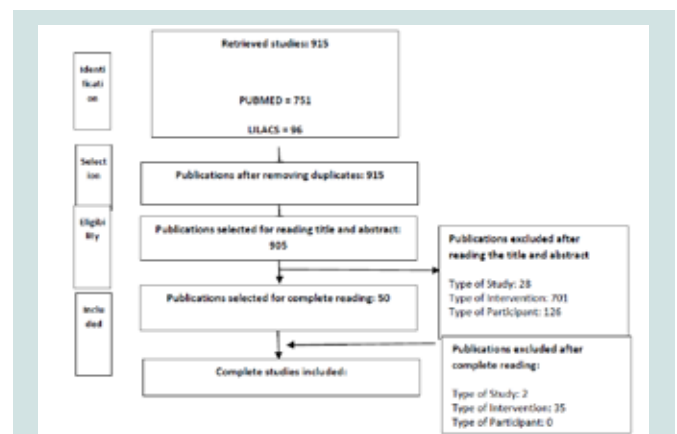 Retrieved studies: 915
PUBMED = 751
LILACS = 96
Identi
ficati
on
Select
ion
Publications after removing duplicates: 915
Eligibi
lity
Publications selected for reading title and abstract:
905
Publications excluded after
reading the title and abstract
Type of Study: 28
Type of Intervention: 701
Type of Participant: 126
Publications selected for complete reading: 50
Inclu
ded
Publications excluded after
complete reading:
Type of Study: 2
Type of Intervention: 35
Type of Participant: 0
Complete studies included: